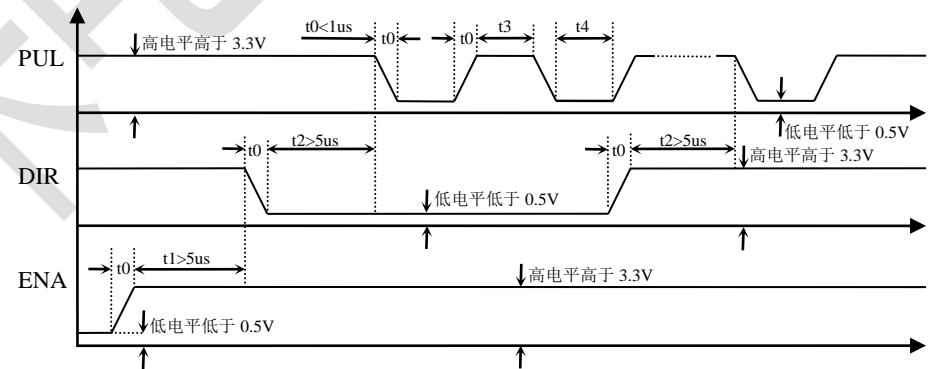 t0<1us
t0
t0
t3
t4
高电平高于 3.3V
PUL
低电平低于 0.5V
t0
t2>5us
t0
t2>5us
高电平高于 3.3V
DIR
低电平低于 0.5V
t0
t1>5us
ENA
高电平高于 3.3V
低电平低于 0.5V